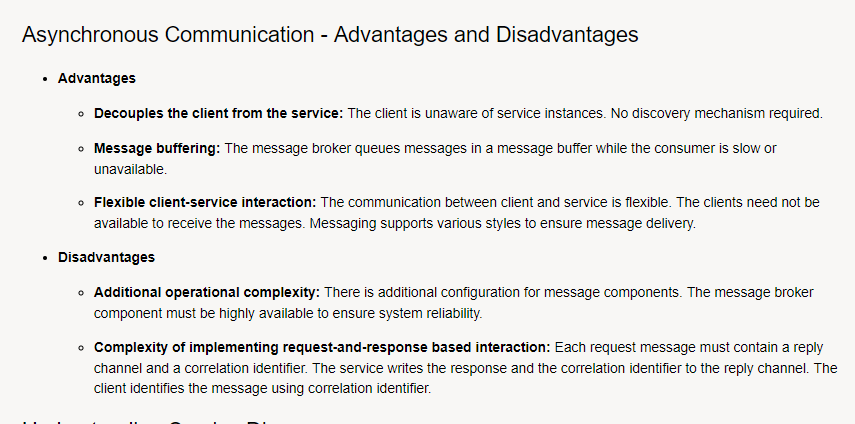 Asynchronous Communication - Advantages and Disadvantages
• Advantages
◦ Decouples the client from the service: The client is unaware of service instances. No discovery mechanism required.
◦ Message buffering: The message broker queues messages in a message buffer while the consumer is slow or
unavailable.
◦ Flexible client-service interaction: The communication between client and service is flexible. The clients need not be
available to receive the messages. Messaging supports various styles to ensure message delivery.
• Disadvantages
◦ Additional operational complexity: There is additional configuration for message components. The message broker
component must be highly available to ensure system reliability.
◦ Complexity of implementing request-and-response based interaction: Each request message must contain a reply
channel and a correlation identifier. The service writes the response and the correlation identifier to the reply channel. The
client identifies the message using correlation identifier.